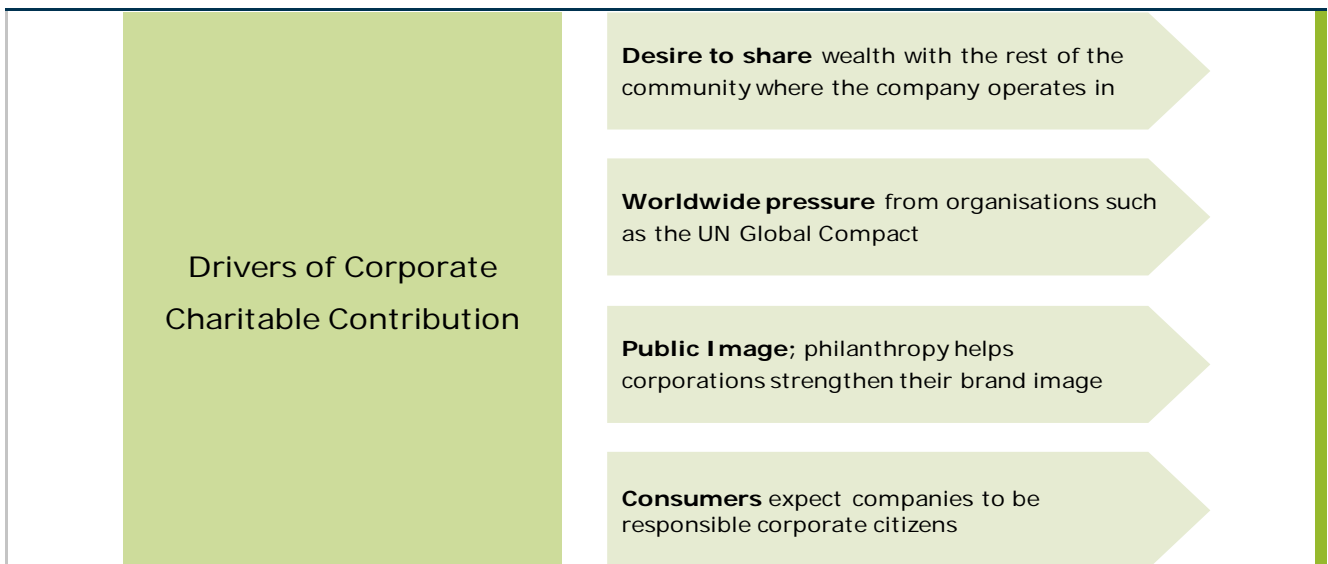 Drivers of Corporate
Charitable Contribution
Desire to share wealth with the rest of the
community where the company operates in
Worldwide pressure from organisations such
as the UN Global Compact
Public Image; philanthropy helps
corporations strengthen their brand image
Consumers expect companies to be
responsible corporate citizens